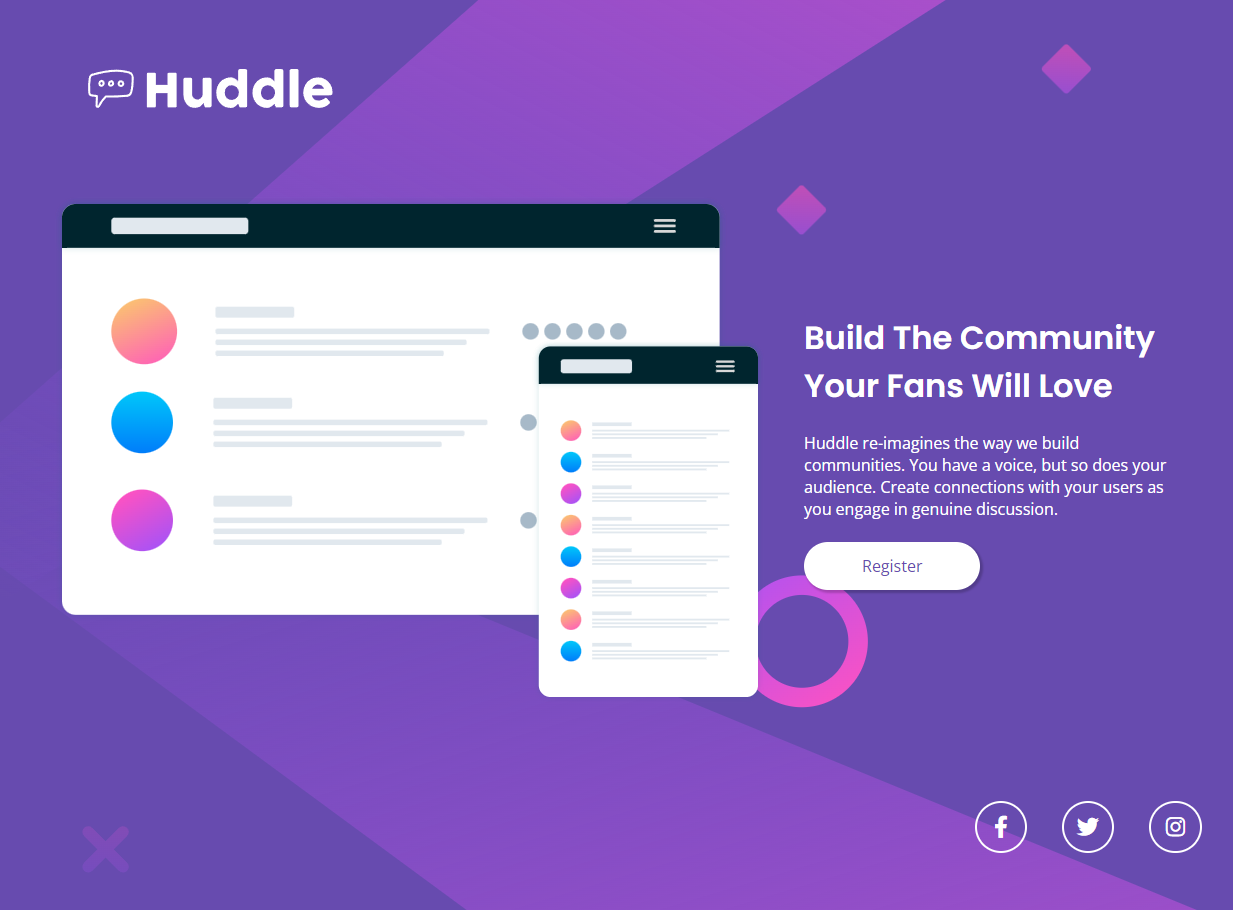 Huddle
Build The Community
Your Fans Will Love
Huddle re-imagines the way we build
communities. You have a voice, but so does your
audience. Create connections with your users as
you engage in genuine discussion.
Register